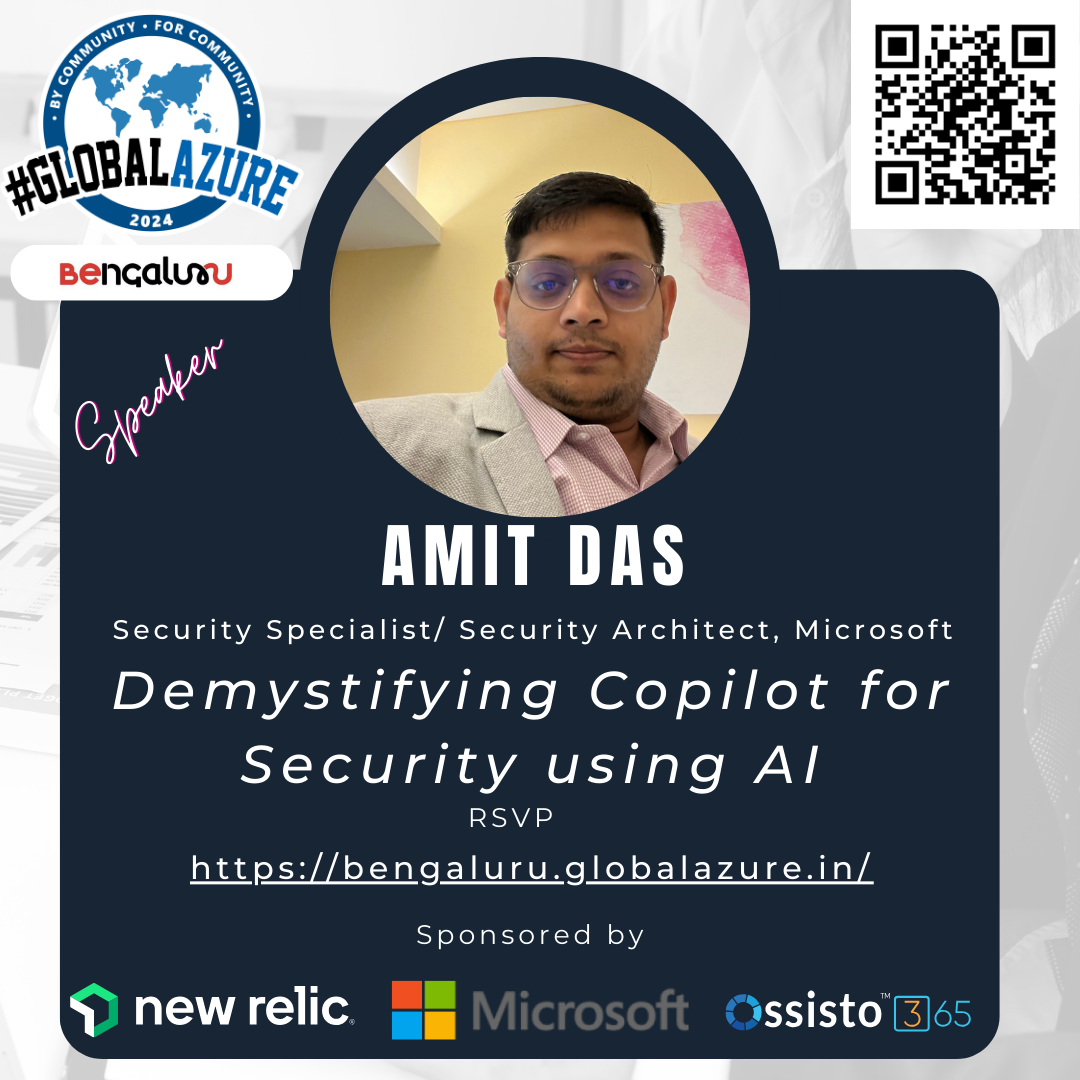 • BY COMMUNITY • FOR COMMUNITY •
#GLOBALAZURE
2024
BENGALURU
Speaker
AMIT DAS
Security Specialist/ Security Architect, Microsoft
Demystifying Copilot for
Security using AI
RSVP
https://bengaluru.globalazure.in/
Sponsored by
new relic®
Microsoft
Ossisto™ 365